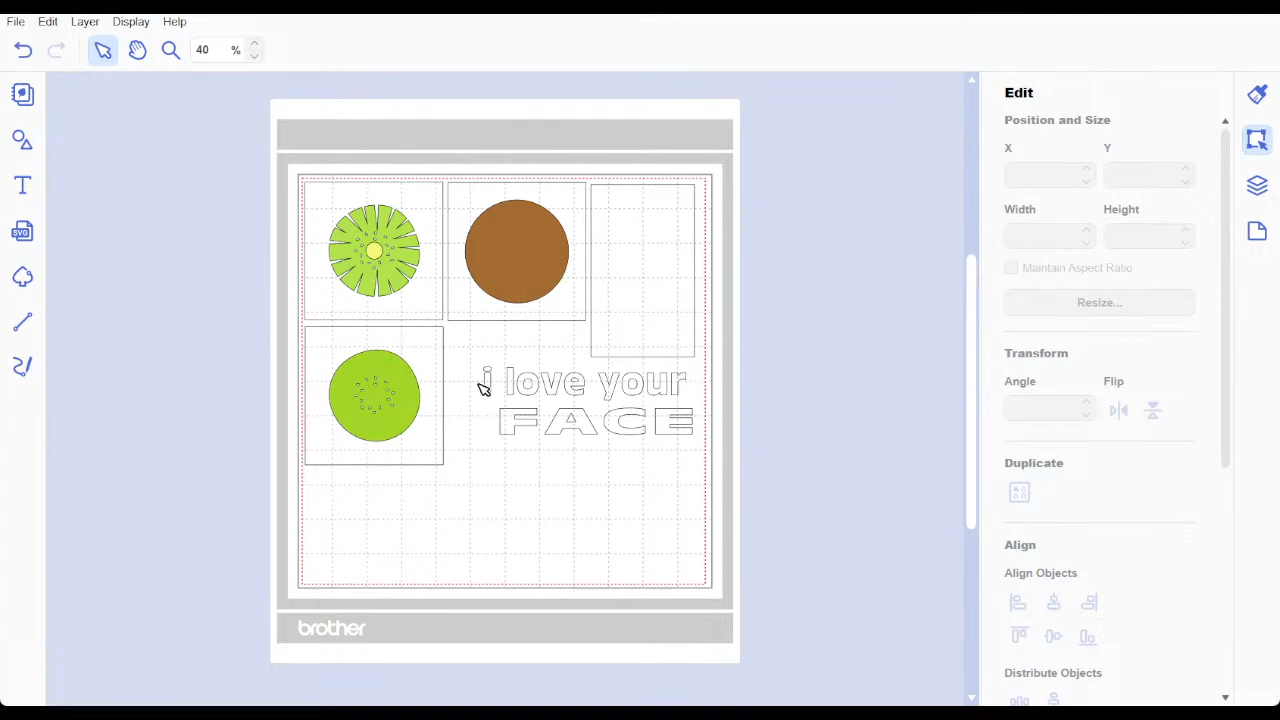 File Edit Layer Display Help
40 %
Edit
Position and Size
X Y
Width Height
Maintain Aspect Ratio
Resize...
Transform
Angle Flip
Duplicate
Align
Align Objects
Distribute Objects
SVG
i love your
FACE
brother